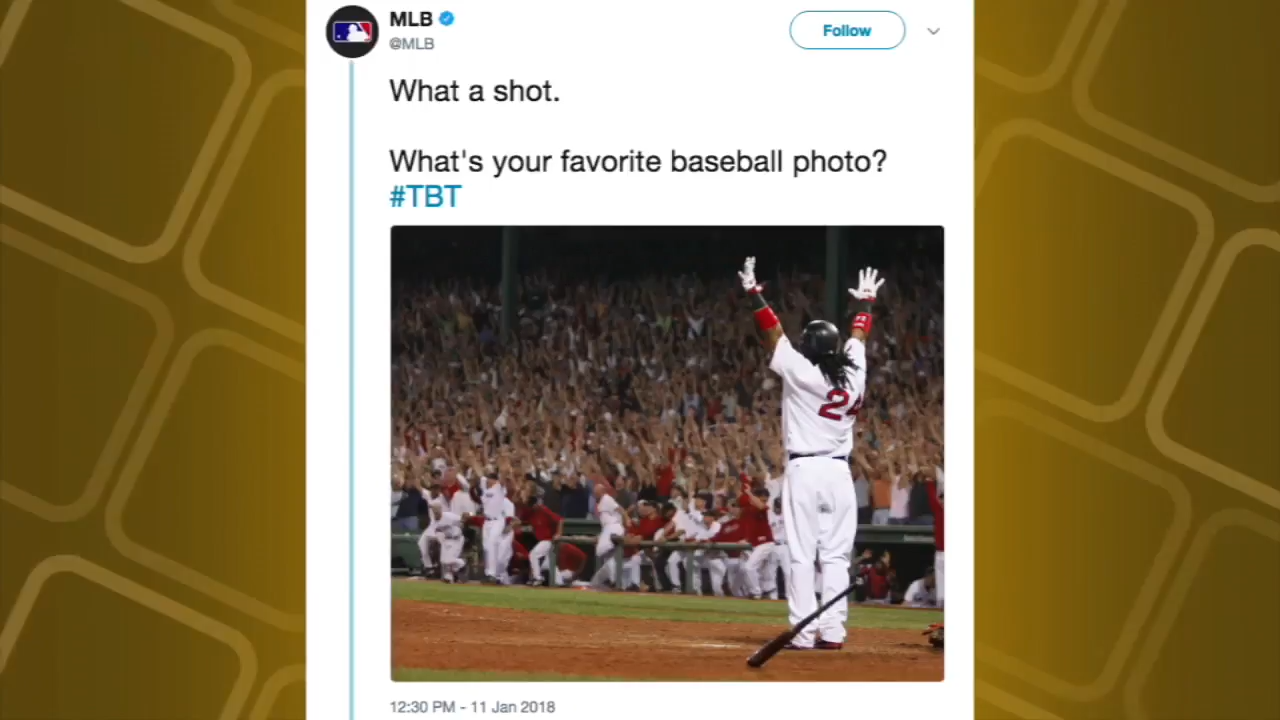 MLB
@MLB
Follow
What a shot.
What's your favorite baseball photo?
#TBT
24
12:30 PM - 11 Jan 2018